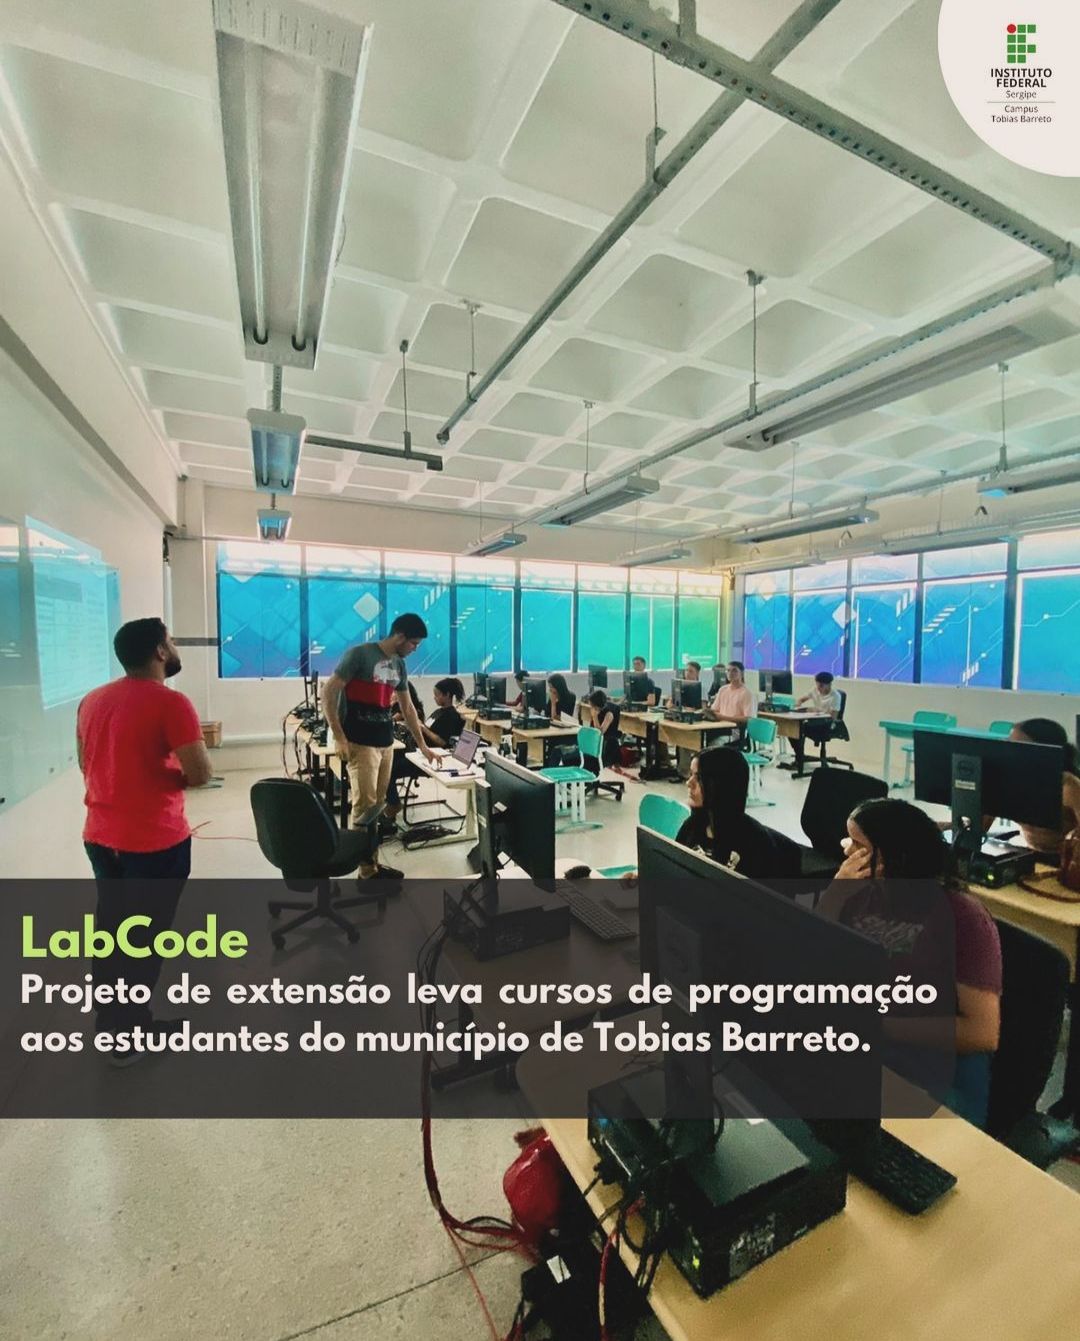 INSTITUTO
FEDERAL
Sergipe
Campus
Tobias Barreto
LabCode
Projeto de extensão leva cursos de programação
aos estudantes do município de Tobias Barreto.